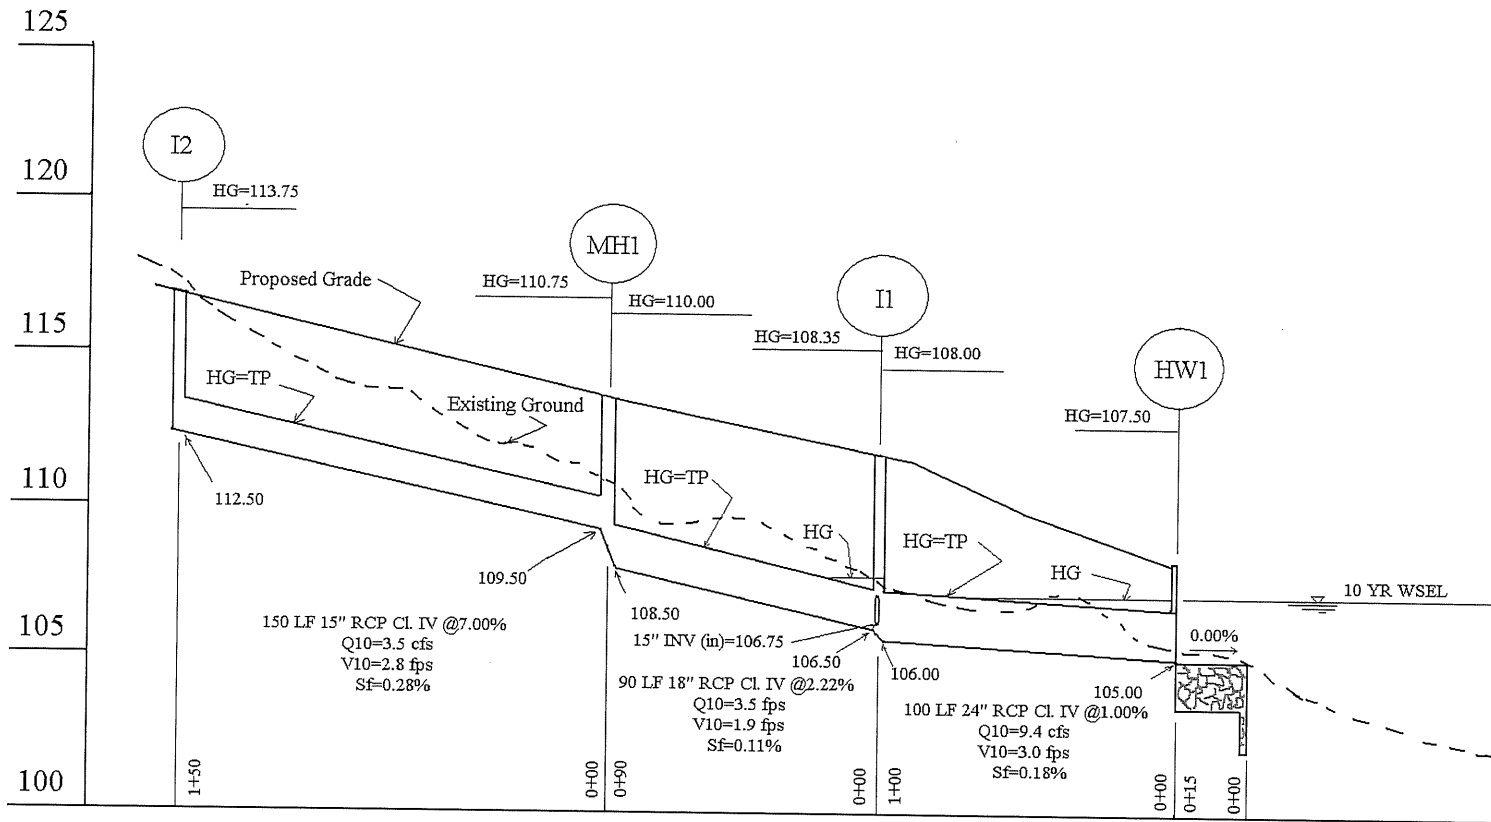 125
120
115
110
105
100
I2
HG=113.75
MH1
HG=110.75
HG=110.00
I1
HG=108.35
HG=108.00
HW1
HG=107.50
Proposed Grade
HG=TP
Existing Ground
HG=TP
HG
HG=TP
HG
10 YR WSEL
112.50
109.50
108.50
15" INV (in)=106.75
106.50
106.00
105.00
0.00%
150 LF 15" RCP Cl. IV @7.00%
Q10=3.5 cfs
V10=2.8 fps
Sf=0.28%
90 LF 18" RCP Cl. IV @2.22%
Q10=3.5 fps
V10=1.9 fps
Sf=0.11%
100 LF 24" RCP Cl. IV @1.00%
Q10=9.4 cfs
V10=3.0 fps
Sf=0.18%
1+50
0+00
0+90
0+00
1+00
0+00
0+15
0+00